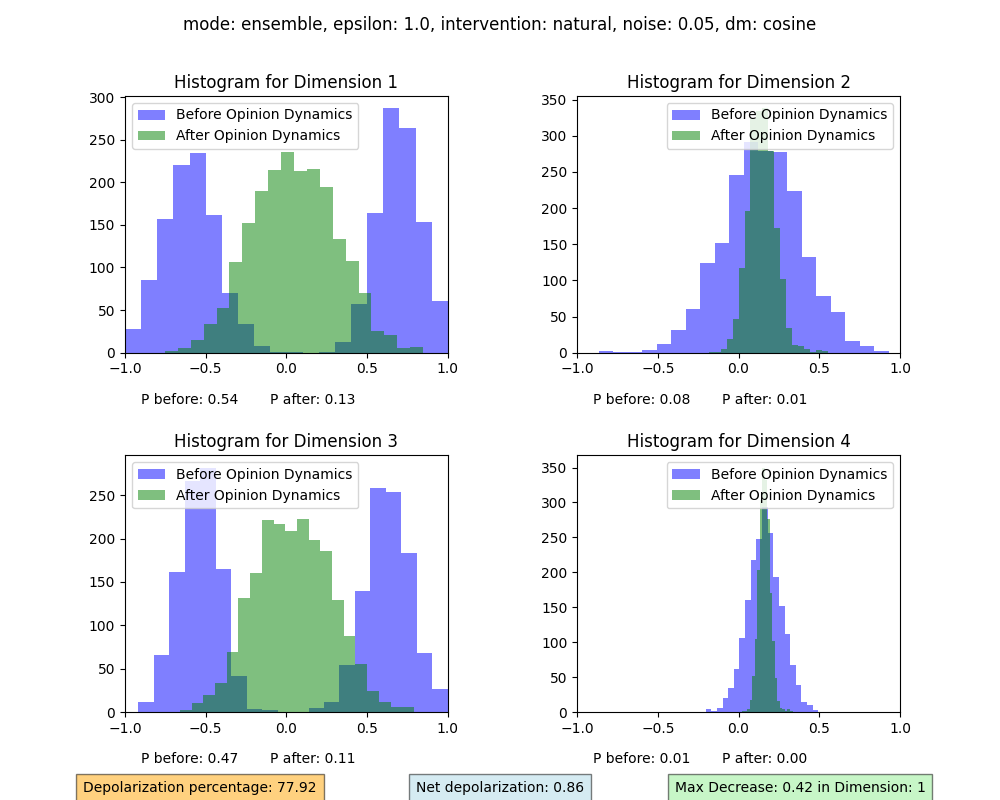 mode: ensemble, epsilon: 1.0, intervention: natural, noise: 0.05, dm: cosine
Histogram for Dimension 1
Before Opinion Dynamics
After Opinion Dynamics
300
250
200
150
100
50
0
−1.0 −0.5 0.0 0.5 1.0
P before: 0.54 P after: 0.13
Histogram for Dimension 2
Before Opinion Dynamics
After Opinion Dynamics
350
300
250
200
150
100
50
0
−1.0 −0.5 0.0 0.5 1.0
P before: 0.08 P after: 0.01
Histogram for Dimension 3
Before Opinion Dynamics
After Opinion Dynamics
250
200
150
100
50
0
−1.0 −0.5 0.0 0.5 1.0
P before: 0.47 P after: 0.11
Histogram for Dimension 4
Before Opinion Dynamics
After Opinion Dynamics
350
300
250
200
150
100
50
0
−1.0 −0.5 0.0 0.5 1.0
P before: 0.01 P after: 0.00
Depolarization percentage: 77.92
Net depolarization: 0.86
Max Decrease: 0.42 in Dimension: 1